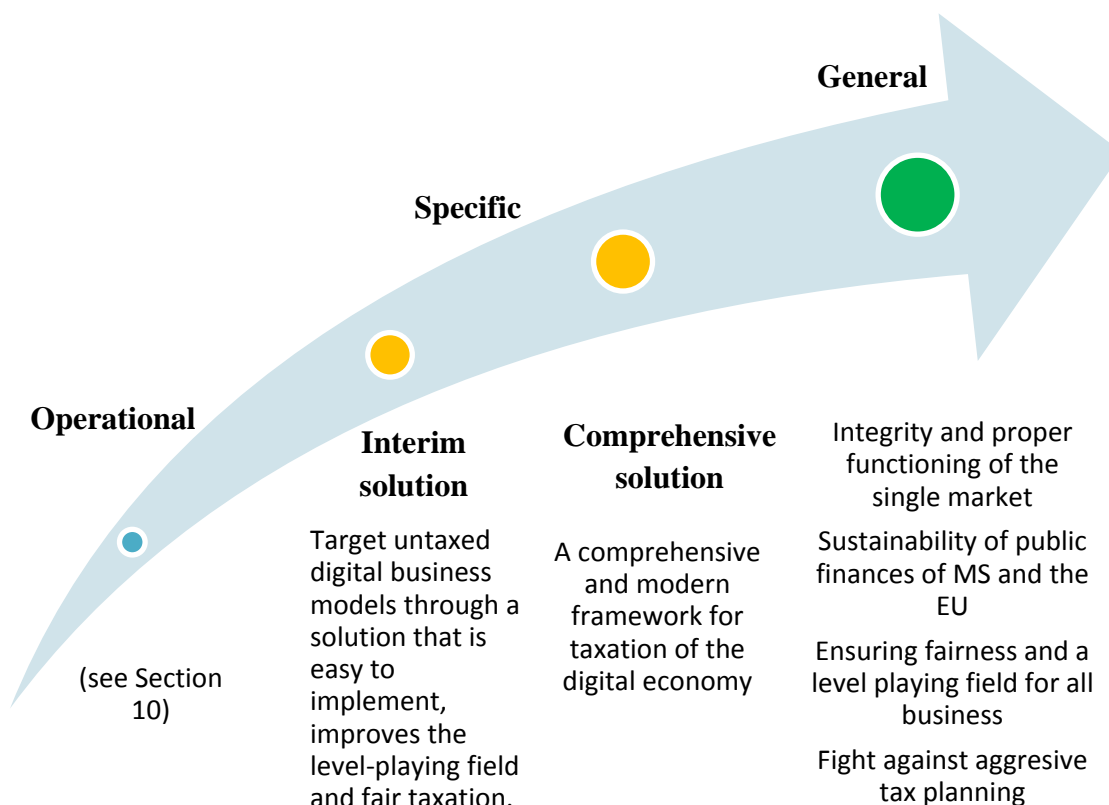 General
Specific
Operational
(see Section
10)
Interim
solution
Target untaxed
digital business
models through a
solution that is
easy to
implement,
improves the
level-playing field
and fair taxation.
Comprehensive
solution
A comprehensive
and modern
framework for
taxation of the
digital economy
Integrity and proper
functioning of the
single market
Sustainability of public
finances of MS and the
EU
Ensuring fairness and a
level playing field for all
business
Fight against aggresive
tax planning